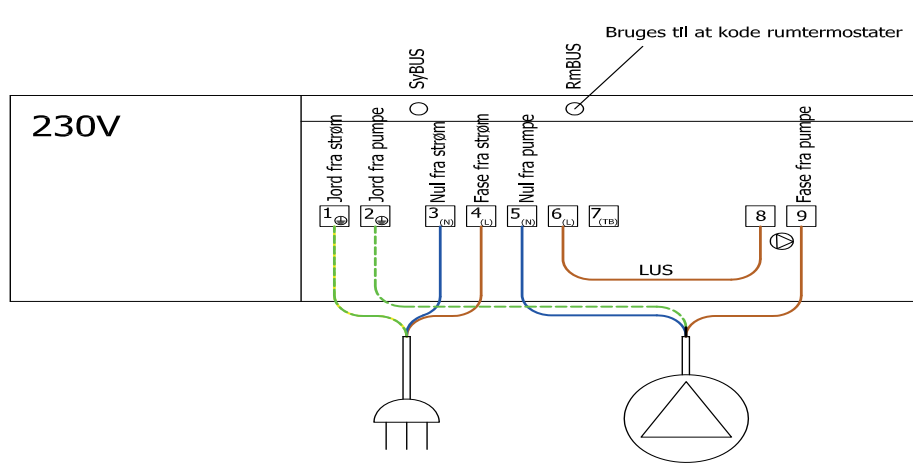 Bruges til at kode rumtermostater
SyBUS
RmBUS
230V
Jord fra strøm
Jord fra pumpe
Nul fra strøm
Fase fra strøm
Nul fra pumpe
Fase fra pumpe
1
2
3 (N)
4 (L)
5 (N)
6 (L)
7 (TB)
8
9
LUS